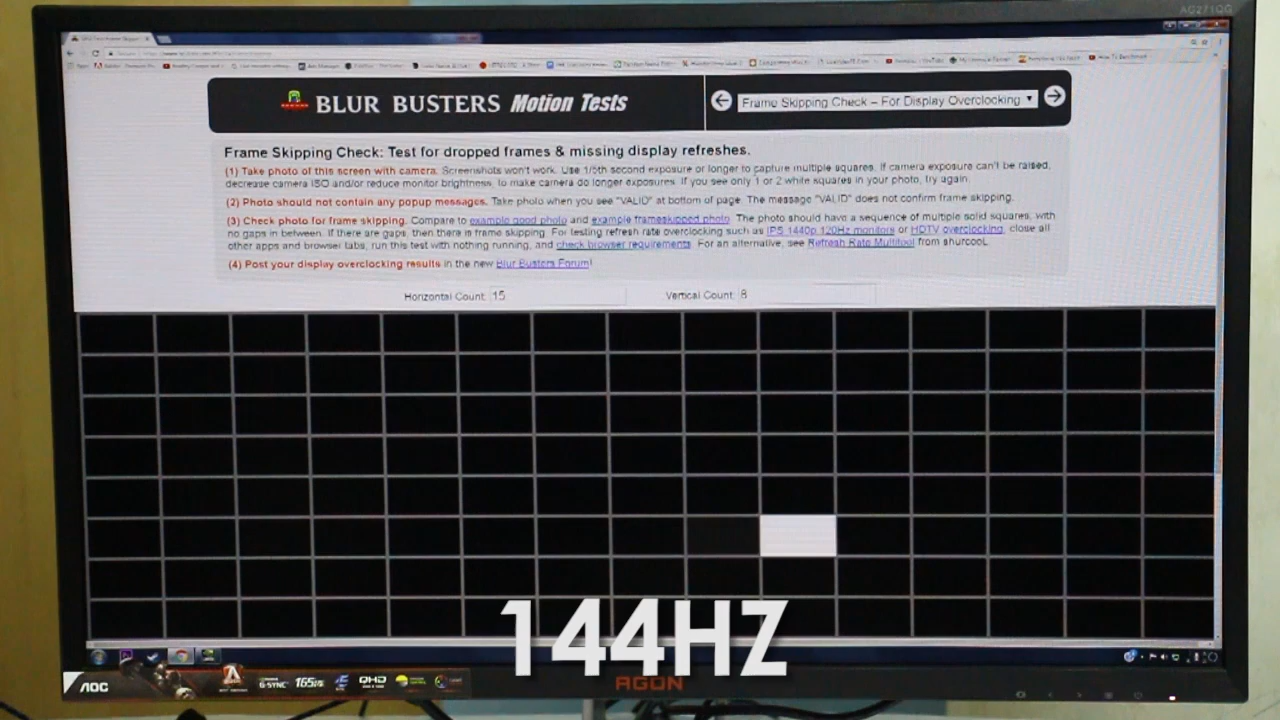 AG271QG
BLUR BUSTERS Motion Tests
Frame Skipping Check – For Display Overclocking
Frame Skipping Check: Test for dropped frames & missing display refreshes.
(1) Take photo of this screen with camera. Screenshots won't work. Use 1/5th second exposure or longer to capture multiple squares. If camera exposure can't be raised,
decrease camera ISO and/or reduce monitor brightness, to make camera do longer exposures. If you see only 1 or 2 white squares in your photo, try again.
(2) Photo should not contain any popup messages. Take photo when you see "VALID" at bottom of page. The message "VALID" does not confirm frame skipping.
(3) Check photo for frame skipping. Compare to example good photo and example frameskipped photo. The photo should have a sequence of multiple solid squares, with
no gaps in between. If there are gaps, then there is frame skipping. For testing refresh rate overclocking such as IPS 1440p 120Hz monitors or HDTV overclocking, close all
other apps and browser tabs, run this test with nothing running, and check browser requirements. For an alternative, see Refresh Rate Multitool from shurcooL.
(4) Post your display overclocking results in the new Blur Busters Forum!
Horizontal Count: 15 Vertical Count: 8
144HZ
AOC G-SYNC 165Hz QHD
AGON